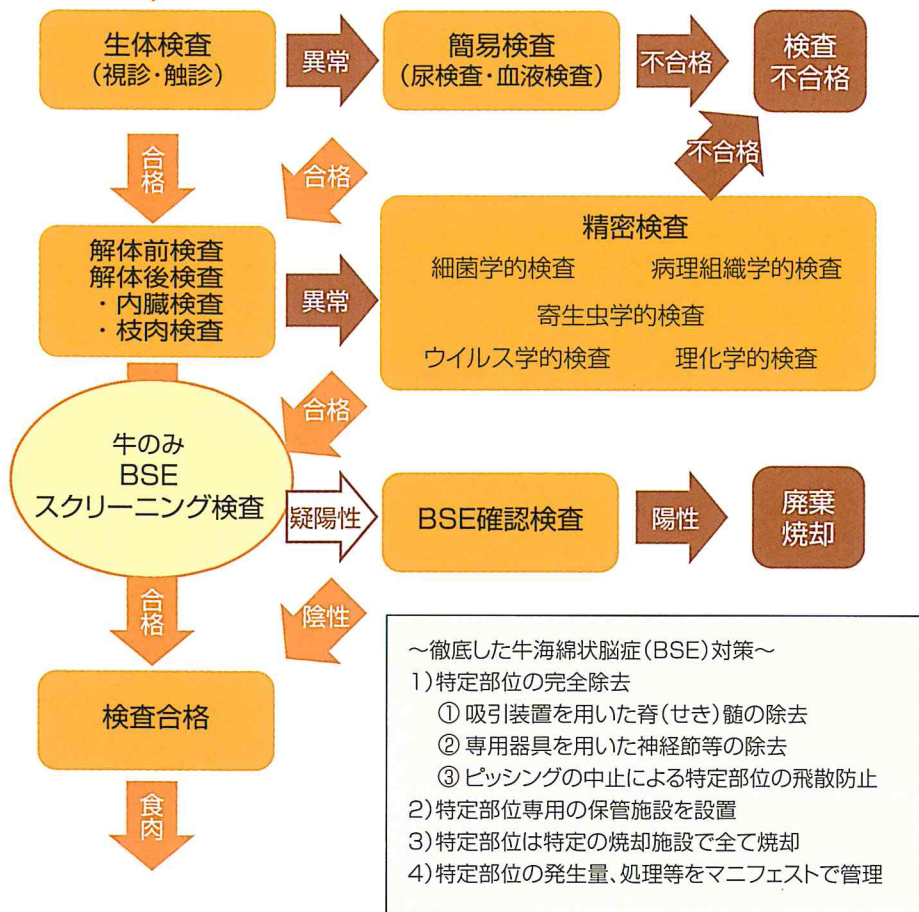 生体検査
（視診・触診）
異常
簡易検査
（尿検査・血液検査）
不合格
検査
不合格
合格
合格
不合格
解体前検査
解体後検査
・内臓検査
・枝肉検査
異常
精密検査
細菌学的検査
病理組織学的検査
寄生虫学的検査
ウイルス学的検査
理化学的検査
合格
牛のみ
BSE
スクリーニング検査
疑陽性
BSE確認検査
陽性
廃棄
焼却
合格
陰性
検査合格
食肉
～徹底した牛海綿状脳症（BSE）対策～
1）特定部位の完全除去
① 吸引装置を用いた脊（せき）髄の除去
② 専用器具を用いた神経節等の除去
③ ピッシングの中止による特定部位の飛散防止
2）特定部位専用の保管施設を設置
3）特定部位は特定の焼却施設で全て焼却
4）特定部位の発生量、処理等をマニフェストで管理